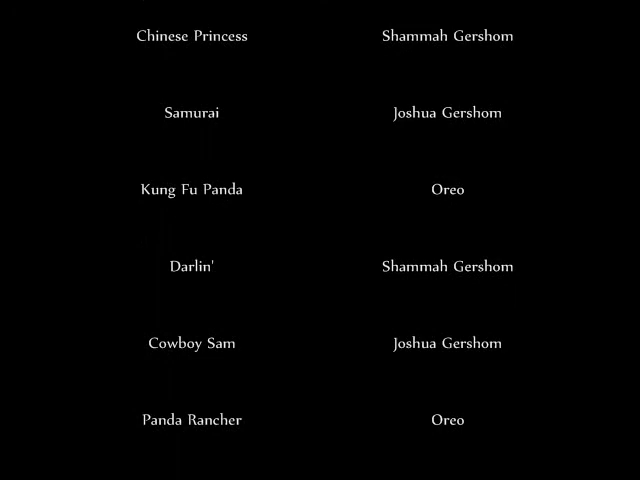 Chinese Princess Shammah Gershom
Samurai Joshua Gershom
Kung Fu Panda Oreo
Darlin' Shammah Gershom
Cowboy Sam Joshua Gershom
Panda Rancher Oreo